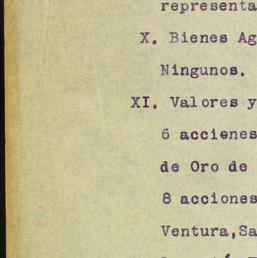 representa
X. Bienes Ag
Ningunos.
XI. Valores y
6 acciones
de Oro de
8 acciones
Ventura,Sa